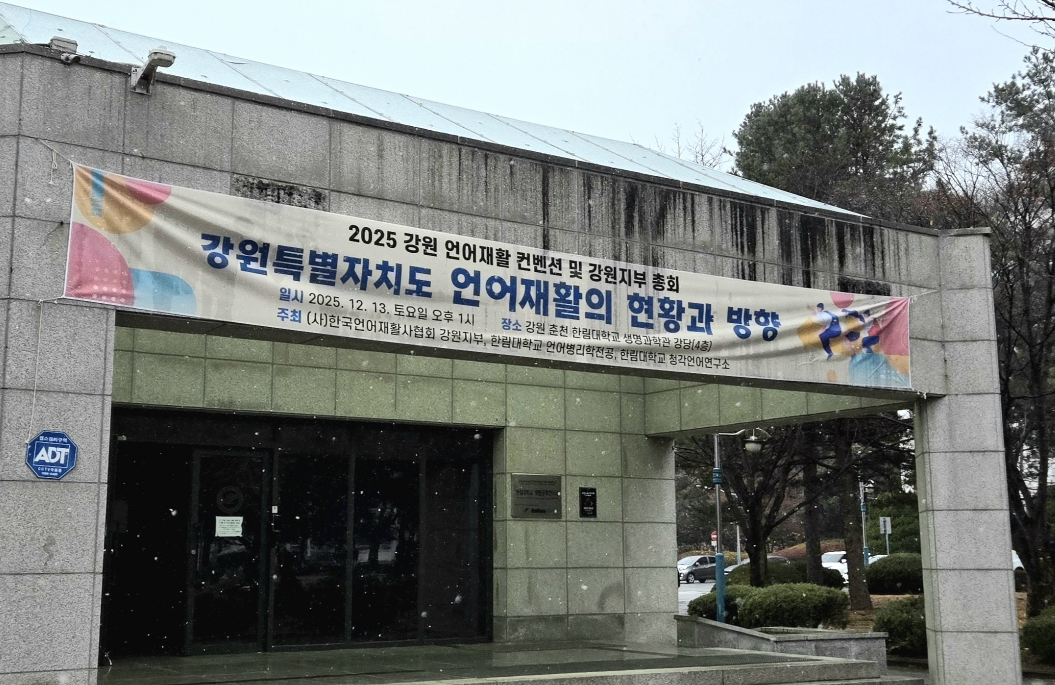 2025 강원 언어재활 컨벤션 및 강원지부 총회
강원특별자치도 언어재활의 현황과 방향
일시 2025. 12. 13. 토요일 오후 1시 장소 강원 춘천 한림대학교 생명과학관 강당(4층)
주최 (사)한국언어재활사협회 강원지부, 한림대학교 언어병리학전공, 한림대학교 청각언어연구소
ADT